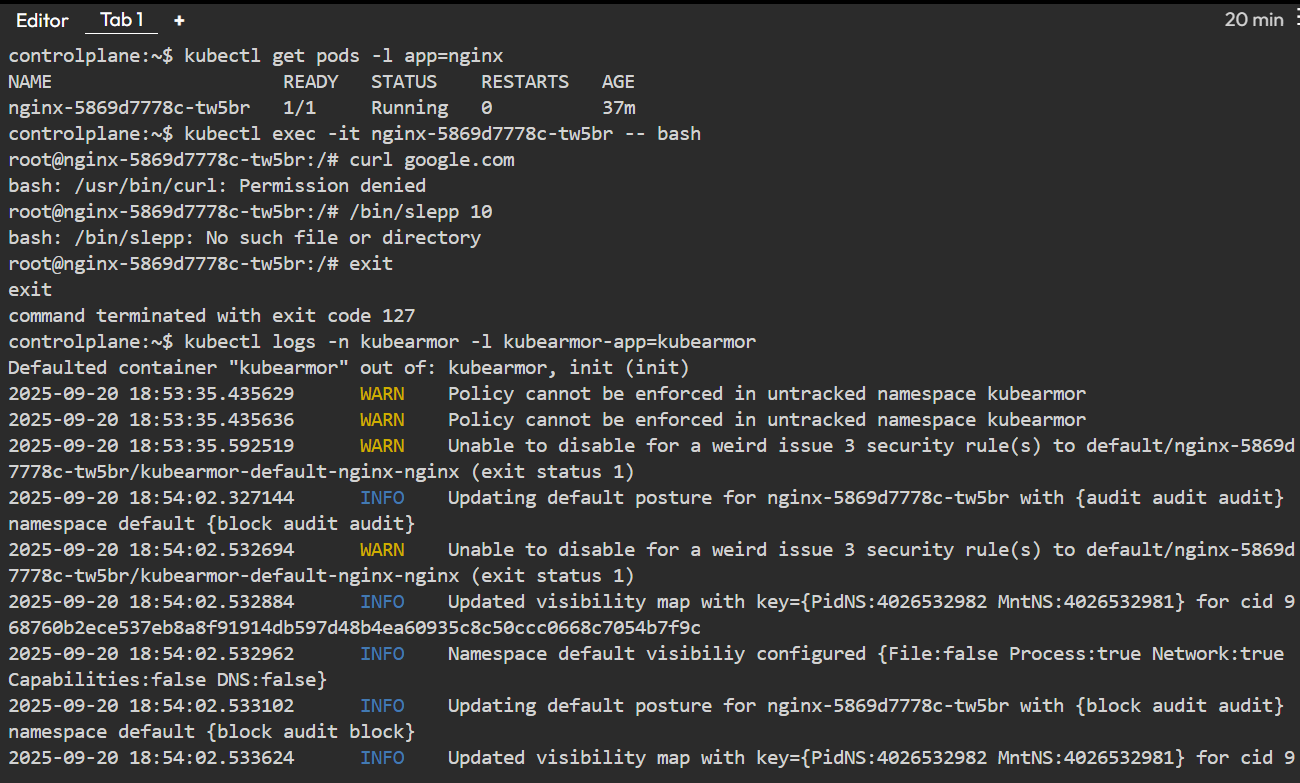 Editor Tab 1 + 20 min
controlplane:~$ kubectl get pods -l app=nginx
NAME READY STATUS RESTARTS AGE
nginx-5869d7778c-tw5br 1/1 Running 0 37m
controlplane:~$ kubectl exec -it nginx-5869d7778c-tw5br -- bash
root@nginx-5869d7778c-tw5br:/# curl google.com
bash: /usr/bin/curl: Permission denied
root@nginx-5869d7778c-tw5br:/# /bin/slepp 10
bash: /bin/slepp: No such file or directory
root@nginx-5869d7778c-tw5br:/# exit
exit
command terminated with exit code 127
controlplane:~$ kubectl logs -n kubearmor -l kubearmor-app=kubearmor
Defaulted container "kubearmor" out of: kubearmor, init (init)
2025-09-20 18:53:35.435629 WARN Policy cannot be enforced in untracked namespace kubearmor
2025-09-20 18:53:35.435636 WARN Policy cannot be enforced in untracked namespace kubearmor
2025-09-20 18:53:35.592519 WARN Unable to disable for a weird issue 3 security rule(s) to default/nginx-5869d
7778c-tw5br/kubearmor-default-nginx-nginx (exit status 1)
2025-09-20 18:54:02.327144 INFO Updating default posture for nginx-5869d7778c-tw5br with {audit audit audit}
namespace default {block audit audit}
2025-09-20 18:54:02.532694 WARN Unable to disable for a weird issue 3 security rule(s) to default/nginx-5869d
7778c-tw5br/kubearmor-default-nginx-nginx (exit status 1)
2025-09-20 18:54:02.532884 INFO Updated visibility map with key={PidNS:4026532982 MntNS:4026532981} for cid 9
68760b2ece537eb8a8f91914db597d48b4ea60935c8c50ccc0668c7054b7f9c
2025-09-20 18:54:02.532962 INFO Namespace default visibiliy configured {File:false Process:true Network:true
Capabilities:false DNS:false}
2025-09-20 18:54:02.533102 INFO Updating default posture for nginx-5869d7778c-tw5br with {block audit audit}
namespace default {block audit block}
2025-09-20 18:54:02.533624 INFO Updated visibility map with key={PidNS:4026532982 MntNS:4026532981} for cid 9